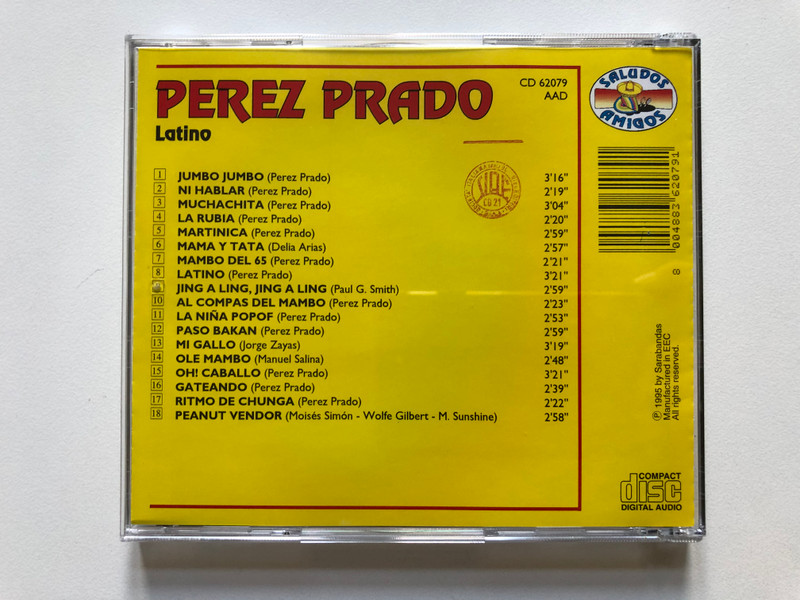 PEREZ PRADO
Latino
CD 62079
AAD
SALUDOS
AMIGOS
1 JUMBO JUMBO (Perez Prado) 3'16"
2 NI HABLAR (Perez Prado) 2'19"
3 MUCHACHITA (Perez Prado) 3'04"
4 LA RUBIA (Perez Prado) 2'20"
5 MARTINICA (Perez Prado) 2'59"
6 MAMA Y TATA (Delia Arias) 2'57"
7 MAMBO DEL 65 (Perez Prado) 2'21"
8 LATINO (Perez Prado) 3'21"
JING A LING, JING A LING (Paul G. Smith) 2'59"
10 AL COMPAS DEL MAMBO (Perez Prado) 2'23"
11 LA NIÑA POPOF (Perez Prado) 2'53"
12 PASO BAKAN (Perez Prado) 2'59"
13 MI GALLO (Jorge Zayas) 3'19"
14 OLE MAMBO (Manuel Salina) 2'48"
15 OH! CABALLO (Perez Prado) 3'21"
16 GATEANDO (Perez Prado) 2'39"
17 RITMO DE CHUNGA (Perez Prado) 2'22"
18 PEANUT VENDOR (Moisés Simón - Wolfe Gilbert - M. Sunshine) 2'58"
8 004883 620791
℗ 1995 by Sarabandas
Manufactured in EEC
All rights reserved.
COMPACT
disc
DIGITAL AUDIO